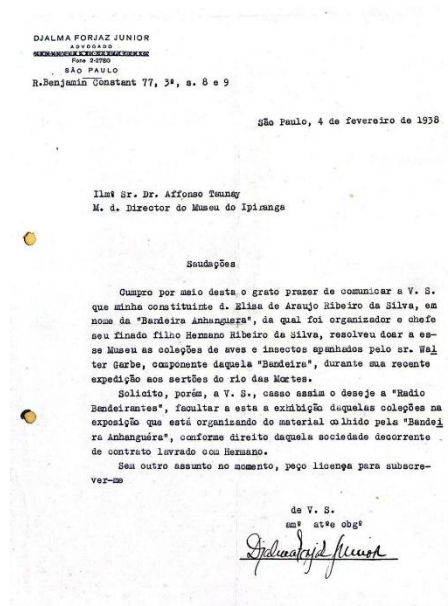 DJALMA FORJAZ JUNIOR
ADVOGADO
Fone 2-2780
SÃO PAULO
R.Benjamin Constant 77, 3º, s. 8 e 9
São Paulo, 4 de fevereiro de 1938
Ilmº Sr. Dr. Affonso Taunay
M. d. Director do Museu do Ipiranga
Saudações
Cumpro por meio desta o grato prazer de comunicar a V. S.
que minha constituinte d. Elisa de Araujo Ribeiro da Silva, em
nome da "Bandeira Anhanguera", da qual foi organizador e chefe
seu finado filho Hermano Ribeiro da Silva, resolveu doar a es-
se Museu as coleções de aves e insectos apanhados pelo sr. Wal
ter Garbe, componente daquela "Bandeira", durante sua recente
expedição aos sertões do rio das Mortes.
Solicito, porém, a V. S., casso assim o deseje a "Radio
Bandeirantes", facultar a esta a exhibição daquelas coleções na
exposição que está organizando do material colhido pela "Bandei
ra Anhanguéra", conforme direito daquela sociedade decorrente
de contrato lavrado com Hermano.
Sem outro assunto no momento, peço licença para subscre-
ver-me
de V. S.
amº atºe obgº
Djalma Forjaz Junior